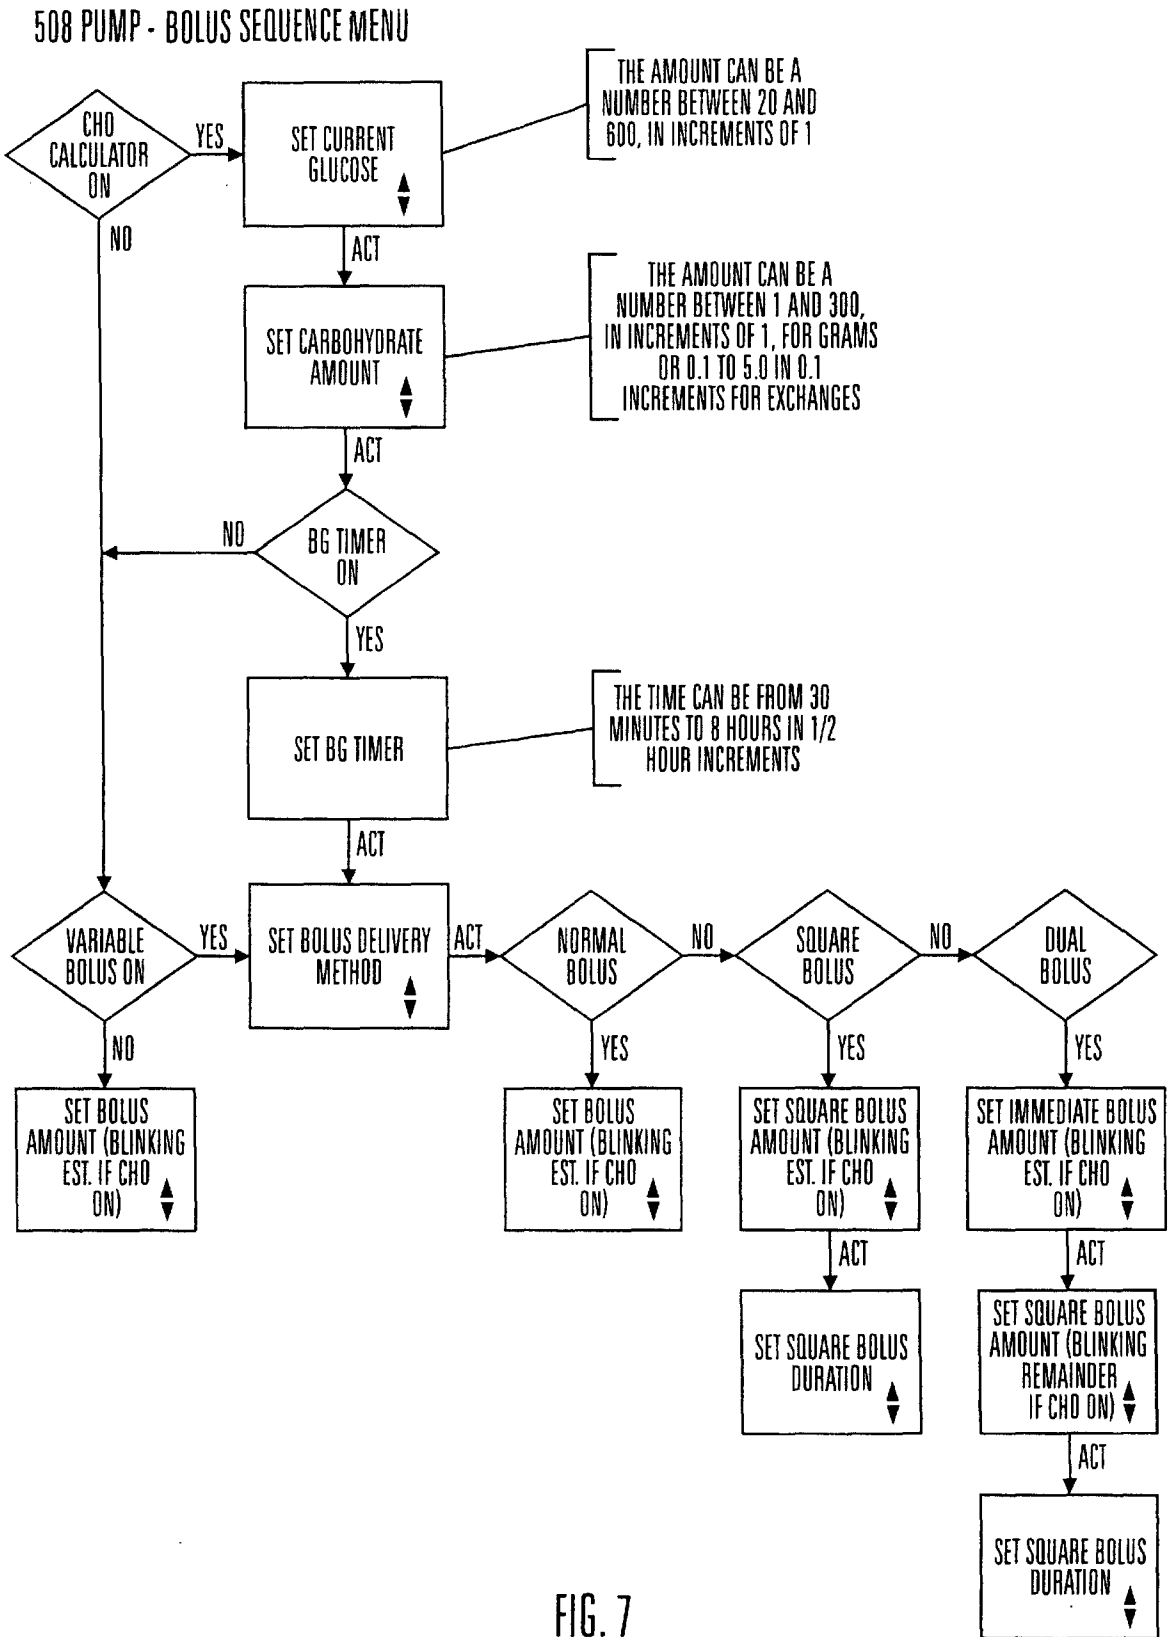 508 PUMP - BOLUS SEQUENCE MENU
CHO
CALCULATOR
ON
YES
NO
SET CURRENT
GLUCOSE
THE AMOUNT CAN BE A
NUMBER BETWEEN 20 AND
600, IN INCREMENTS OF 1
ACT
SET CARBOHYDRATE
AMOUNT
THE AMOUNT CAN BE A
NUMBER BETWEEN 1 AND 300,
IN INCREMENTS OF 1, FOR GRAMS
OR 0.1 TO 5.0 IN 0.1
INCREMENTS FOR EXCHANGES
ACT
BG TIMER
ON
NO
YES
SET BG TIMER
THE TIME CAN BE FROM 30
MINUTES TO 8 HOURS IN 1/2
HOUR INCREMENTS
ACT
VARIABLE
BOLUS ON
YES
NO
SET BOLUS DELIVERY
METHOD
ACT
NORMAL
BOLUS
NO
YES
SQUARE
BOLUS
NO
YES
DUAL
BOLUS
YES
SET BOLUS
AMOUNT (BLINKING
EST. IF CHO
ON)
SET BOLUS
AMOUNT (BLINKING
EST. IF CHO
ON)
SET SQUARE BOLUS
AMOUNT (BLINKING
EST. IF CHO
ON)
ACT
SET SQUARE BOLUS
DURATION
SET IMMEDIATE BOLUS
AMOUNT (BLINKING
EST. IF CHO
ON)
ACT
SET SQUARE BOLUS
AMOUNT (BLINKING
REMAINDER
IF CHO ON)
ACT
SET SQUARE BOLUS
DURATION
FIG. 7